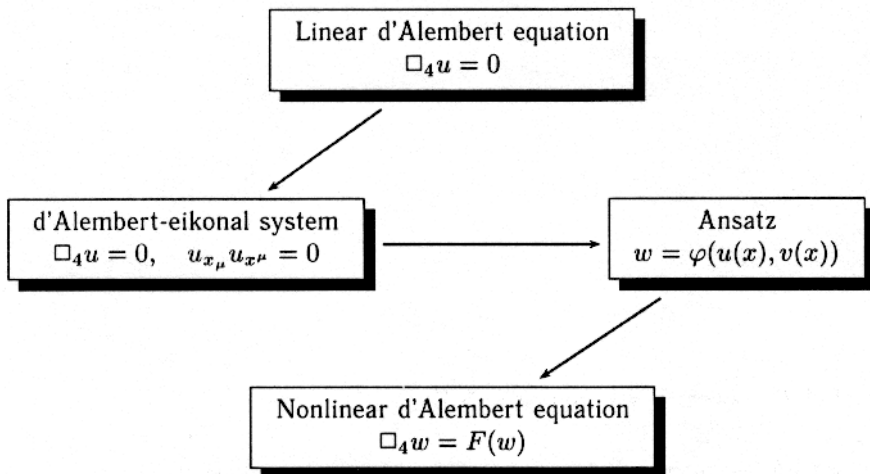 Linear d'Alembert equation
□₄u = 0
d'Alembert-eikonal system
□₄u = 0, u_{x_μ} u_{x^μ} = 0
Ansatz
w = φ(u(x), v(x))
Nonlinear d'Alembert equation
□₄w = F(w)